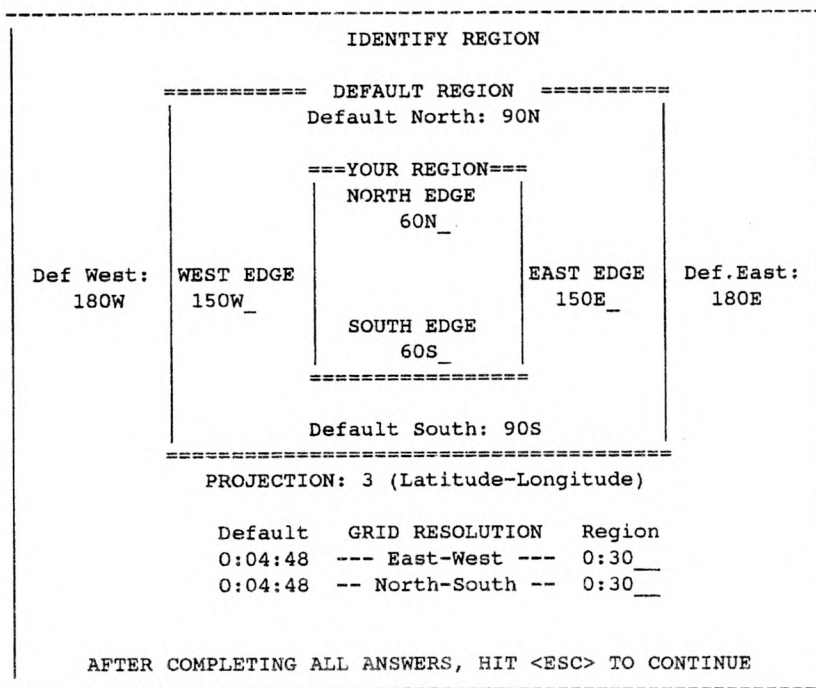 IDENTIFY REGION
=========== DEFAULT REGION ==========
Default North: 90N
===YOUR REGION===
NORTH EDGE
60N_
Def West: WEST EDGE EAST EDGE Def.East:
180W 150W_ 150E_ 180E
SOUTH EDGE
60S_
=================
Default South: 90S
=======================================
PROJECTION: 3 (Latitude-Longitude)
Default GRID RESOLUTION Region
0:04:48 --- East-West --- 0:30__
0:04:48 -- North-South -- 0:30__
AFTER COMPLETING ALL ANSWERS, HIT <ESC> TO CONTINUE